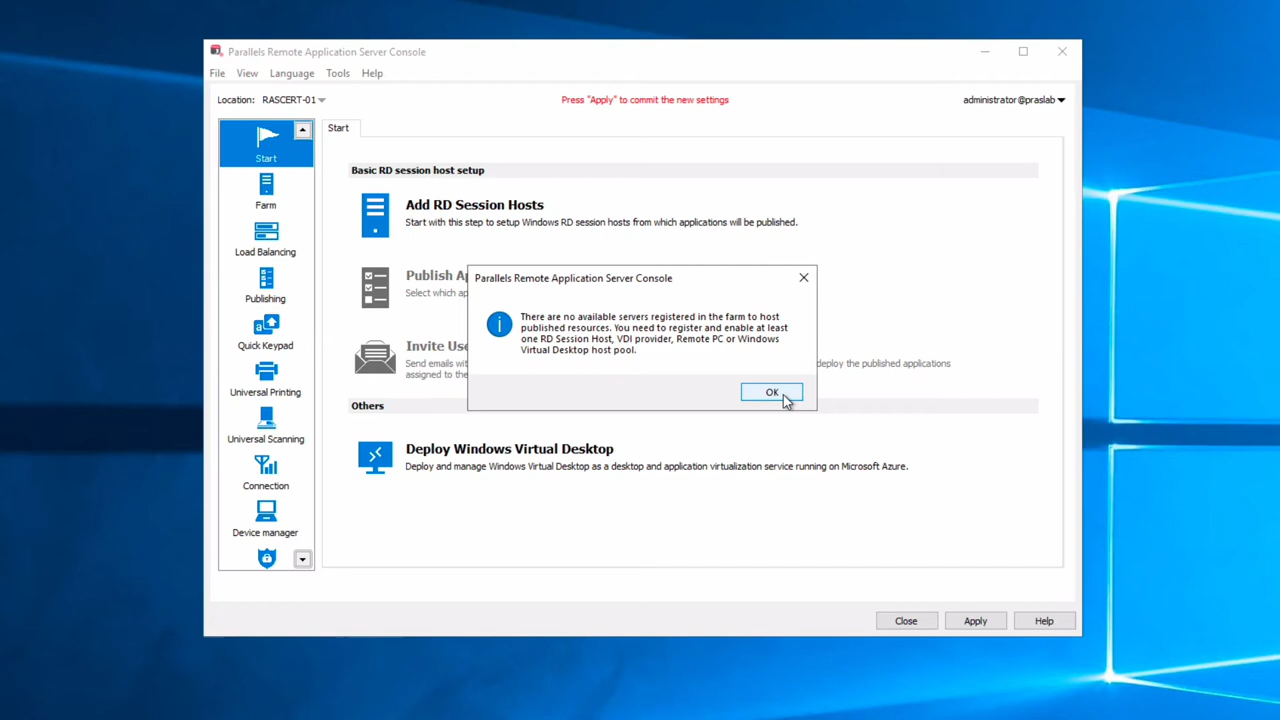 Parallels Remote Application Server Console
File View Language Tools Help
Location: RASCERT-01
Press "Apply" to commit the new settings
administrator@praslab
Start
Farm
Load Balancing
Publishing
Quick Keypad
Universal Printing
Universal Scanning
Connection
Device manager
Start
Basic RD session host setup
Add RD Session Hosts
Start with this step to setup Windows RD session hosts from which applications will be published.
Publish Ap
Select which ap
Invite Use
Send emails wit
deploy the published applications
assigned to the
Others
Deploy Windows Virtual Desktop
Deploy and manage Windows Virtual Desktop as a desktop and application virtualization service running on Microsoft Azure.
Parallels Remote Application Server Console
There are no available servers registered in the farm to host
published resources. You need to register and enable at least
one RD Session Host, VDI provider, Remote PC or Windows
Virtual Desktop host pool.
OK
Close
Apply
Help